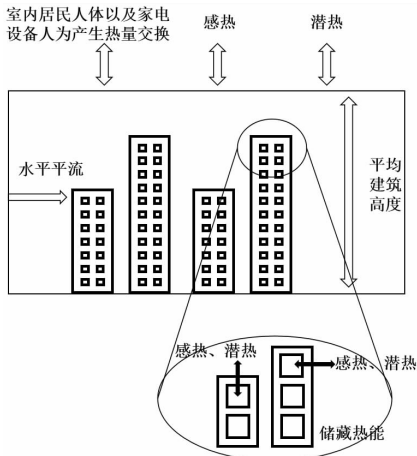 室内居民人体以及家电
设备人为产生热量交换
感热
潜热
水平平流
平均
建筑
高度
感热、潜热
感热、潜热
储藏热能